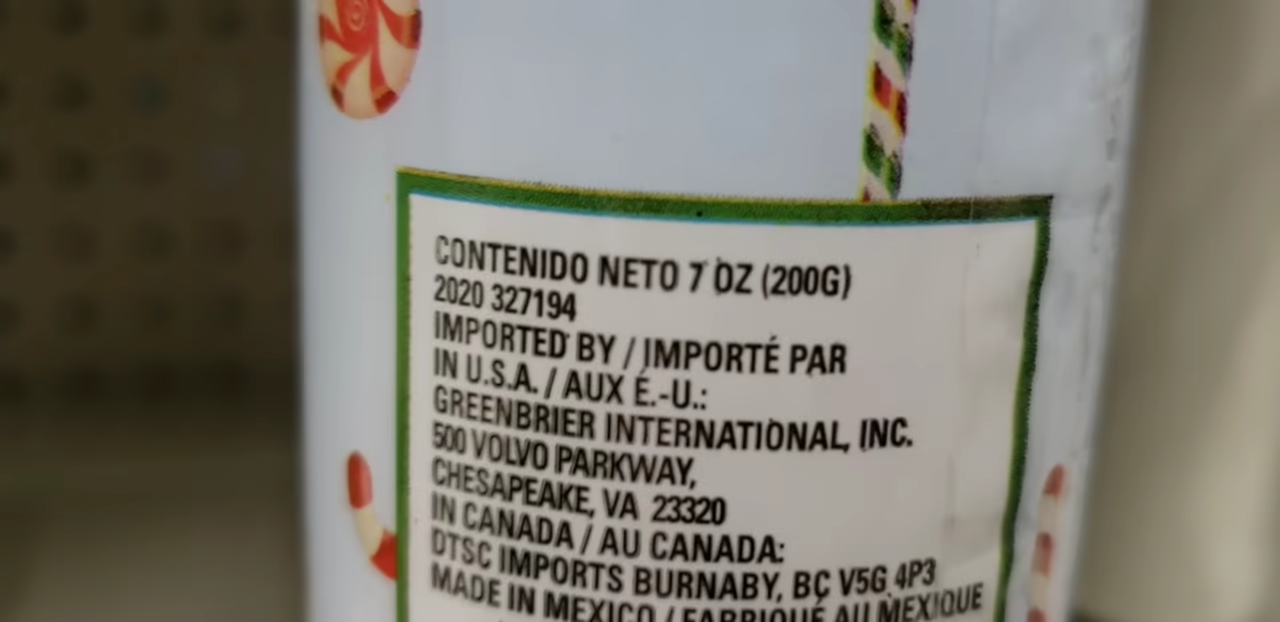 CONTENIDO NETO 7 OZ (200G)
2020 327194
IMPORTED BY / IMPORTÉ PAR
IN U.S.A. / AUX É.-U.:
GREENBRIER INTERNATIONAL, INC.
500 VOLVO PARKWAY,
CHESAPEAKE, VA 23320
IN CANADA / AU CANADA:
DTSC IMPORTS BURNABY, BC V5G 4P3
MADE IN MEXICO / FABRIQUÉ AU MEXIQUE